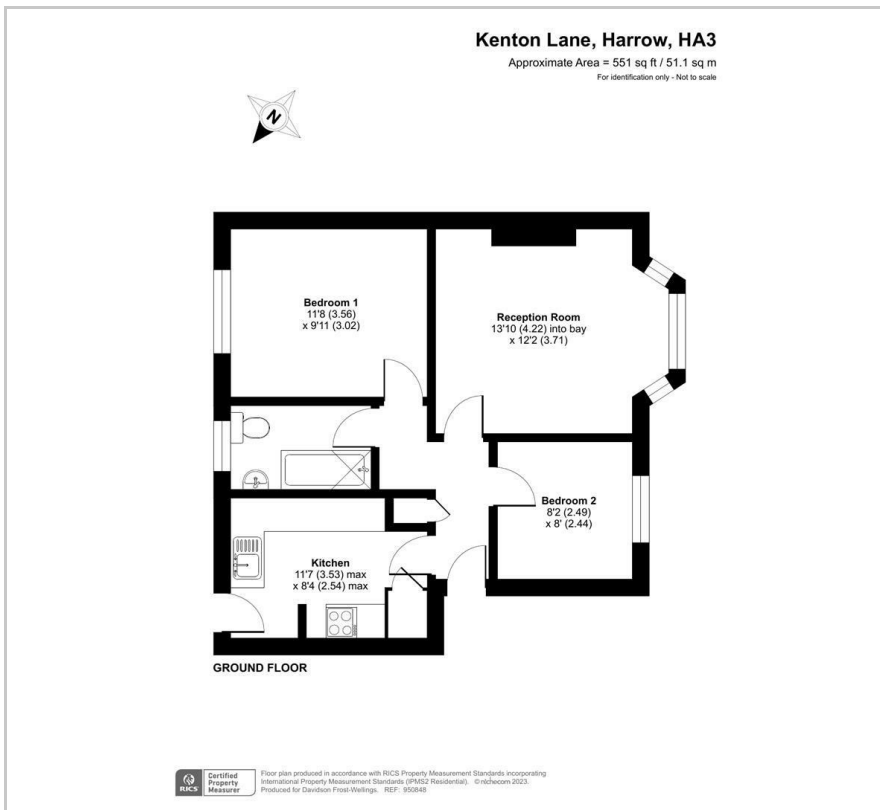 Kenton Lane, Harrow, HA3
Approximate Area = 551 sq ft / 51.1 sq m
For identification only - Not to scale
N
Bedroom 1
11'8 (3.56)
x 9'11 (3.02)
Reception Room
13'10 (4.22) into bay
x 12'2 (3.71)
Bedroom 2
8'2 (2.49)
x 8' (2.44)
Kitchen
11'7 (3.53) max
x 8'4 (2.54) max
GROUND FLOOR
RICS
Certified
Property
Measurer
Floor plan produced in accordance with RICS Property Measurement Standards incorporating
International Property Measurement Standards (IPMS2 Residential). © nichecom 2023.
Produced for Davidson Frost-Wellings. REF: 950848